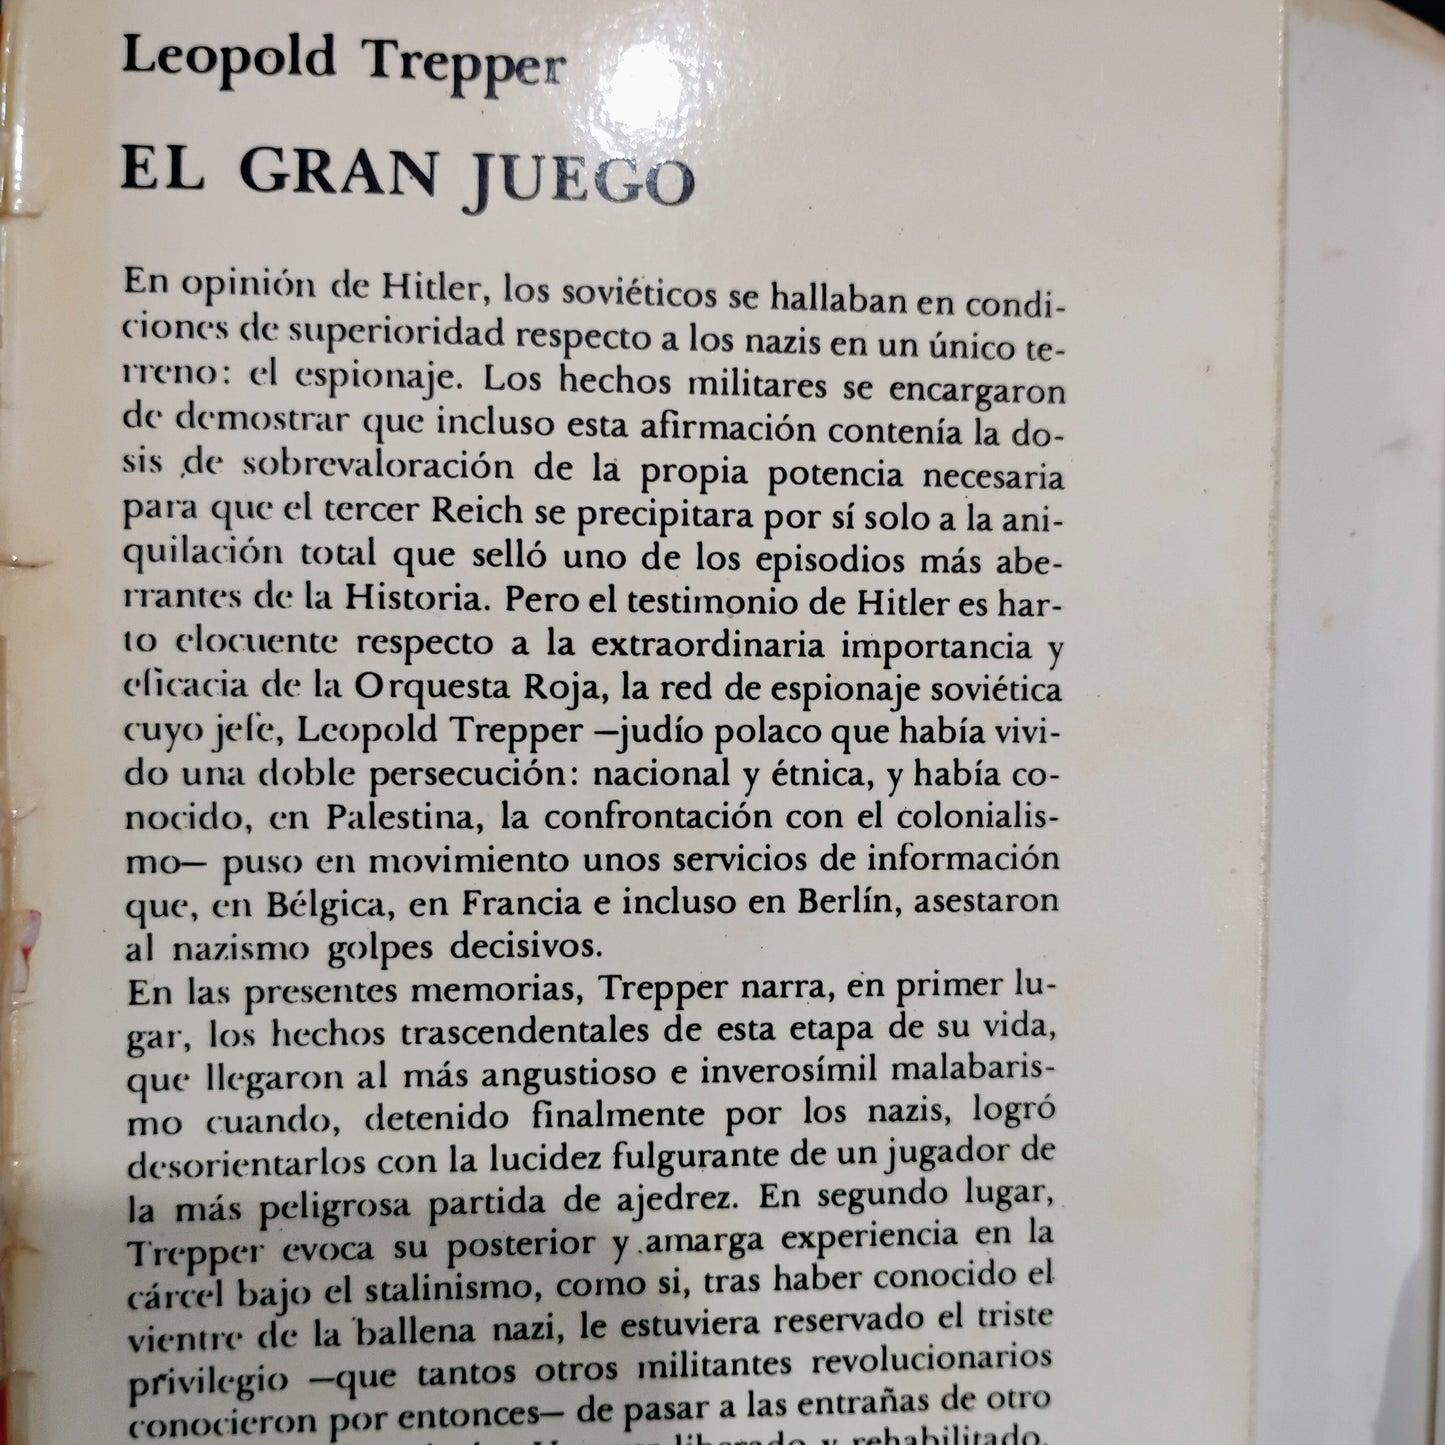 Leopold Trepper
EL GRAN JUEGO
En opinión de Hitler, los soviéticos se hallaban en condi-
ciones de superioridad respecto a los nazis en un único te-
rreno: el espionaje. Los hechos militares se encargaron
de demostrar que incluso esta afirmación contenía la do-
sis de sobrevaloración de la propia potencia necesaria
para que el tercer Reich se precipitara por sí solo a la ani-
quilación total que selló uno de los episodios más abe-
rrantes de la Historia. Pero el testimonio de Hitler es har-
to elocuente respecto a la extraordinaria importancia y
eficacia de la Orquesta Roja, la red de espionaje soviética
cuyo jefe, Leopold Trepper —judío polaco que había vivi-
do una doble persecución: nacional y étnica, y había co-
nocido, en Palestina, la confrontación con el colonialis-
mo— puso en movimiento unos servicios de información
que, en Bélgica, en Francia e incluso en Berlín, asestaron
al nazismo golpes decisivos.
En las presentes memorias, Trepper narra, en primer lu-
gar, los hechos trascendentales de esta etapa de su vida,
que llegaron al más angustioso e inverosímil malabaris-
mo cuando, detenido finalmente por los nazis, logró
desorientarlos con la lucidez fulgurante de un jugador de
la más peligrosa partida de ajedrez. En segundo lugar,
Trepper evoca su posterior y amarga experiencia en la
cárcel bajo el stalinismo, como si, tras haber conocido el
vientre de la ballena nazi, le estuviera reservado el triste
privilegio —que tantos otros militantes revolucionarios
conocieron por entonces— de pasar a las entrañas de otro
liberado y rehabilitado,